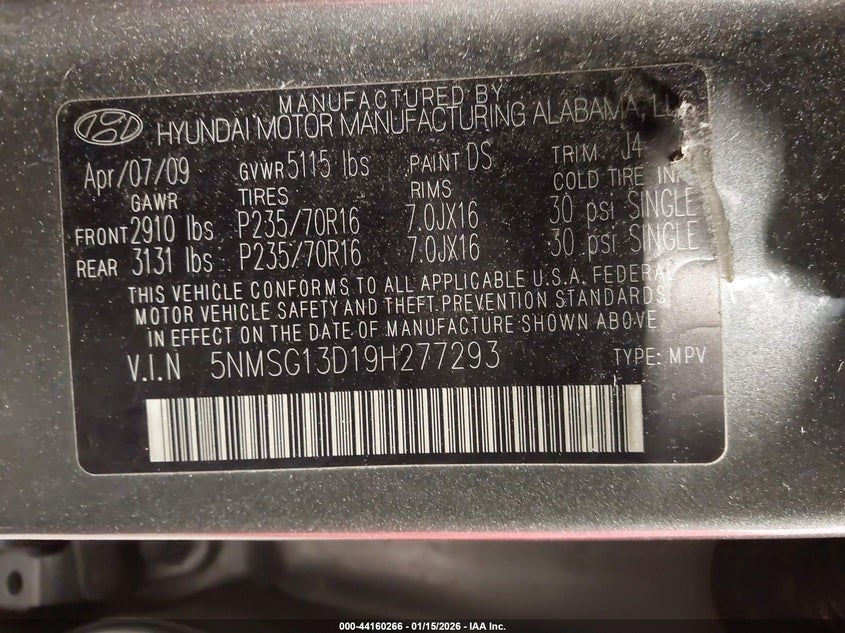 MANUFACTURED BY
HYUNDAI MOTOR MANUFACTURING ALABAMA,
Apr/07/09 GVWR 5115 lbs PAINT DS TRIM J4
GAWR TIRES RIMS COLD TIRE
FRONT 2910 lbs P235/70R16 7.0JX16 30 psi SINGLE
REAR 3131 lbs P235/70R16 7.0JX16 30 psi SINGLE
THIS VEHICLE CONFORMS TO ALL APPLICABLE U.S.A. FEDERAL
MOTOR VEHICLE SAFETY AND THEFT PREVENTION STANDARDS
IN EFFECT ON THE DATE OF MANUFACTURE SHOWN ABOVE
V.I.N 5NMSG13D19H277293 TYPE: MPV
000-44160266 - 01/15/2026 - IAA Inc.